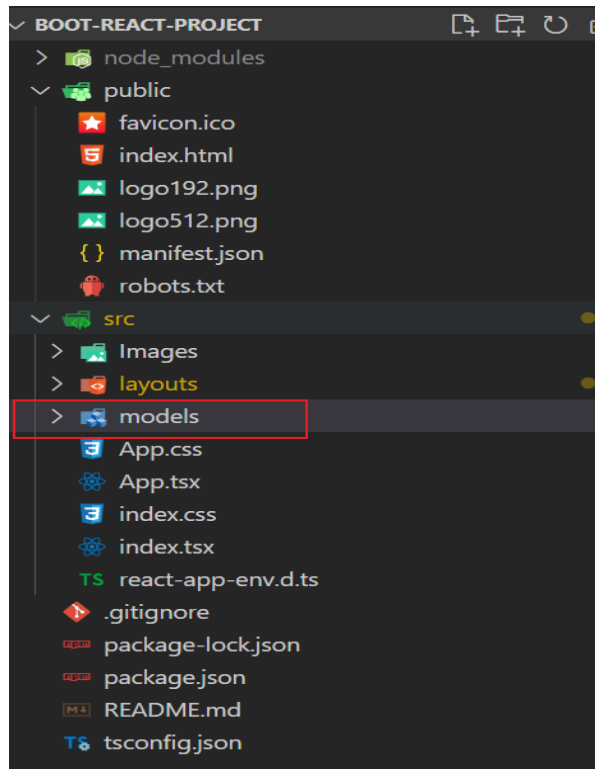 BOOT-REACT-PROJECT
node_modules
public
favicon.ico
index.html
logo192.png
logo512.png
{ } manifest.json
robots.txt
src
Images
layouts
models
App.css
App.tsx
index.css
index.tsx
TS react-app-env.d.ts
.gitignore
package-lock.json
package.json
README.md
TS tsconfig.json